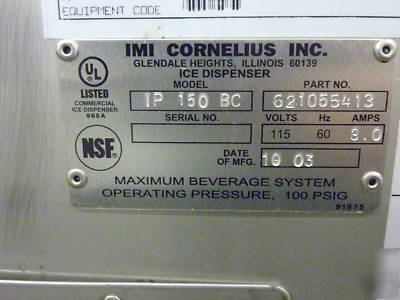 EQUIPMENT CODE
IMI CORNELIUS INC.
GLENDALE HEIGHTS, ILLINOIS 60139
ICE DISPENSER
UL
LISTED
COMMERCIAL
ICE DISPENSER
960A
MODEL
PART NO.
IP 150 BC
621055413
SERIAL NO.
VOLTS Hz AMPS
115 60 8.0
NSF
DATE
OF MFG.
10 03
MAXIMUM BEVERAGE SYSTEM
OPERATING PRESSURE, 100 PSIG
91875